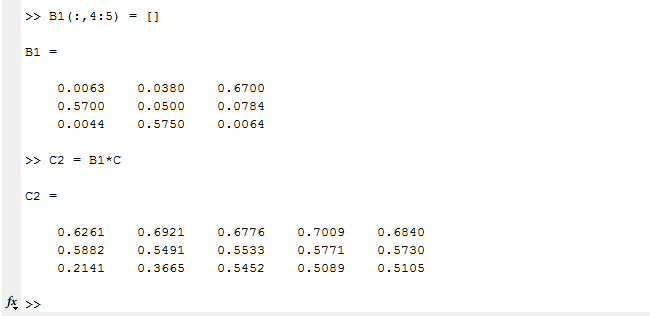 >> B1(:,4:5) = []
B1 =
0.0063 0.0380 0.6700
0.5700 0.0500 0.0784
0.0044 0.5750 0.0064
>> C2 = B1*C
C2 =
0.6261 0.6921 0.6776 0.7009 0.6840
0.5882 0.5491 0.5533 0.5771 0.5730
0.2141 0.3665 0.5452 0.5089 0.5105
fx >>